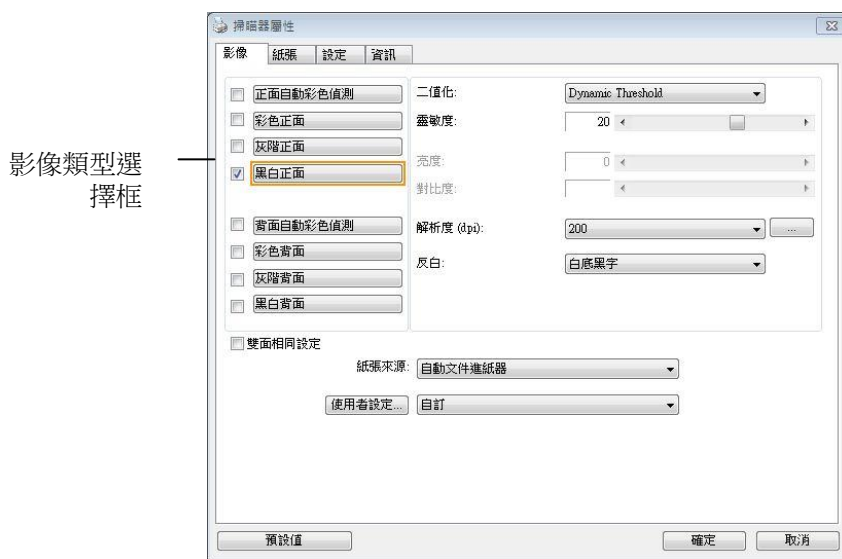 掃瞄器屬性
影像 紙張 設定 資訊
正面自動彩色偵測
彩色正面
灰階正面
黑白正面
影像類型選
擇框
背面自動彩色偵測
彩色背面
灰階背面
黑白背面
二值化: Dynamic Threshold
靈敏度: 20
亮度: 0
對比度:
解析度 (dpi): 200 ...
反白: 白底黑字
雙面相同設定
紙張來源: 自動文件進紙器
使用者設定... 自訂
預設值 確定 取消